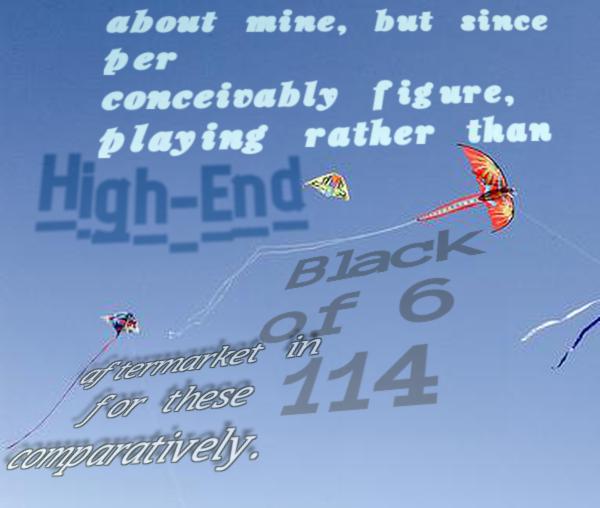 about mine, but since
per
conceivably figure,
playing rather than
High-End
Black
of 6
114
aftermarket in
for these
comparatively.